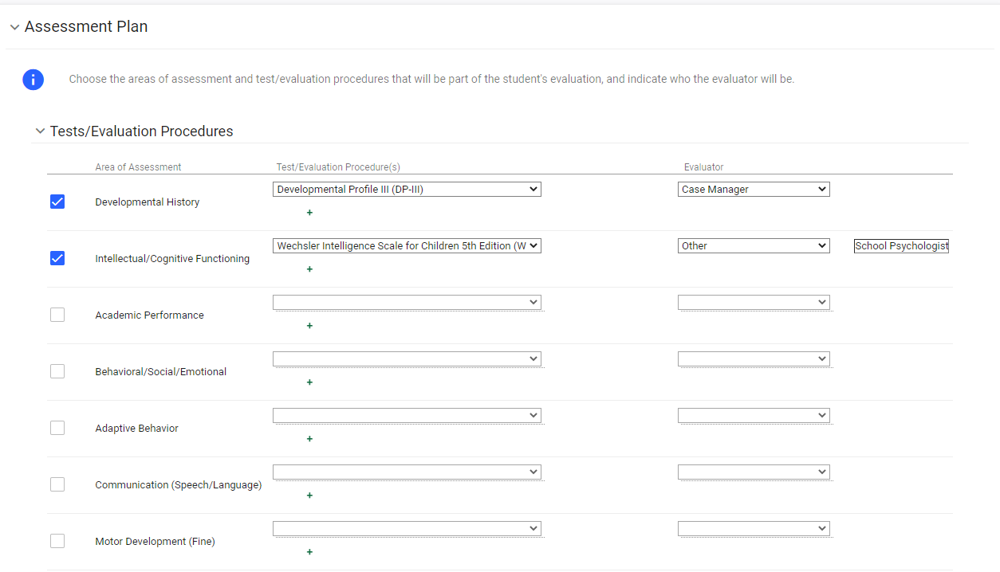 Assessment Plan
Choose the areas of assessment and test/evaluation procedures that will be part of the student's evaluation, and indicate who the evaluator will be.
Tests/Evaluation Procedures
Area of Assessment Test/Evaluation Procedure(s) Evaluator
Developmental History Developmental Profile III (DP-III) Case Manager
+
Intellectual/Cognitive Functioning Wechsler Intelligence Scale for Children 5th Edition (W Other School Psychologist
+
Academic Performance
+
Behavioral/Social/Emotional
+
Adaptive Behavior
+
Communication (Speech/Language)
+
Motor Development (Fine)
+